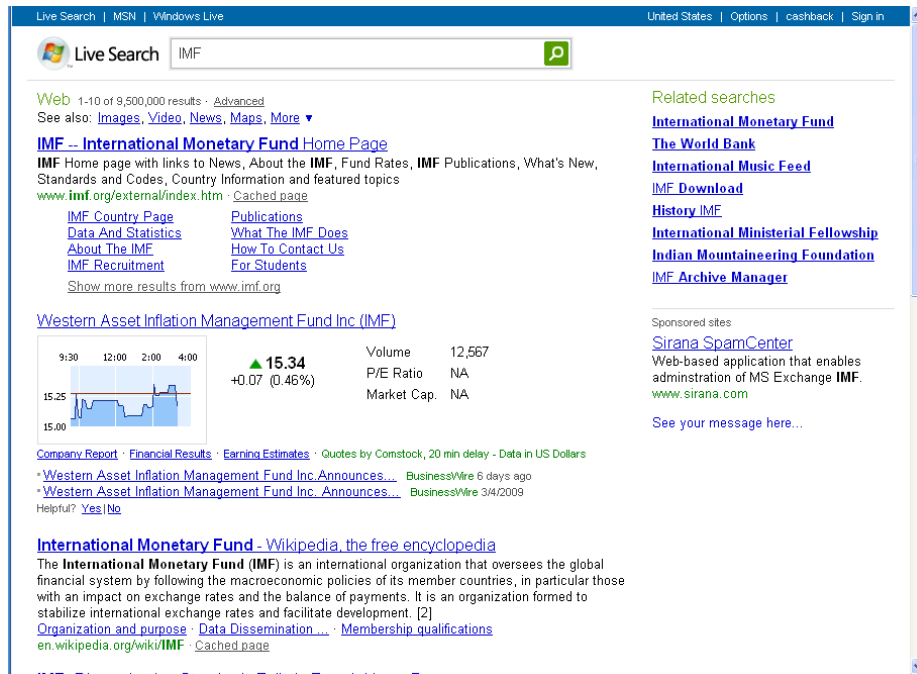 Live Search | MSN | Windows Live
United States | Options | cashback | Sign in
Live Search
IMF
Web 1-10 of 9,500,000 results · Advanced
See also: Images, Video, News, Maps, More ▼
IMF -- International Monetary Fund Home Page
IMF Home page with links to News, About the IMF, Fund Rates, IMF Publications, What's New,
Standards and Codes, Country Information and featured topics
www.imf.org/external/index.htm · Cached page
IMF Country Page
Publications
Data And Statistics
What The IMF Does
About The IMF
How To Contact Us
IMF Recruitment
For Students
Show more results from www.imf.org
Western Asset Inflation Management Fund Inc (IMF)
9:30 12:00 2:00 4:00
15.25
15.00
▲ 15.34
+0.07 (0.46%)
Volume 12,567
P/E Ratio NA
Market Cap. NA
Company Report · Financial Results · Earning Estimates · Quotes by Comstock, 20 min delay - Data in US Dollars
Western Asset Inflation Management Fund Inc.Announces... BusinessWire 6 days ago
Western Asset Inflation Management Fund Inc. Announces... BusinessWire 3/4/2009
Helpful? Yes|No
International Monetary Fund - Wikipedia, the free encyclopedia
The International Monetary Fund (IMF) is an international organization that oversees the global
financial system by following the macroeconomic policies of its member countries, in particular those
with an impact on exchange rates and the balance of payments. It is an organization formed to
stabilize international exchange rates and facilitate development. [2]
Organization and purpose · Data Dissemination ... · Membership qualifications
en.wikipedia.org/wiki/IMF · Cached page
Related searches
International Monetary Fund
The World Bank
International Music Feed
IMF Download
History IMF
International Ministerial Fellowship
Indian Mountaineering Foundation
IMF Archive Manager
Sponsored sites
Sirana SpamCenter
Web-based application that enables
adminstration of MS Exchange IMF.
www.sirana.com
See your message here...